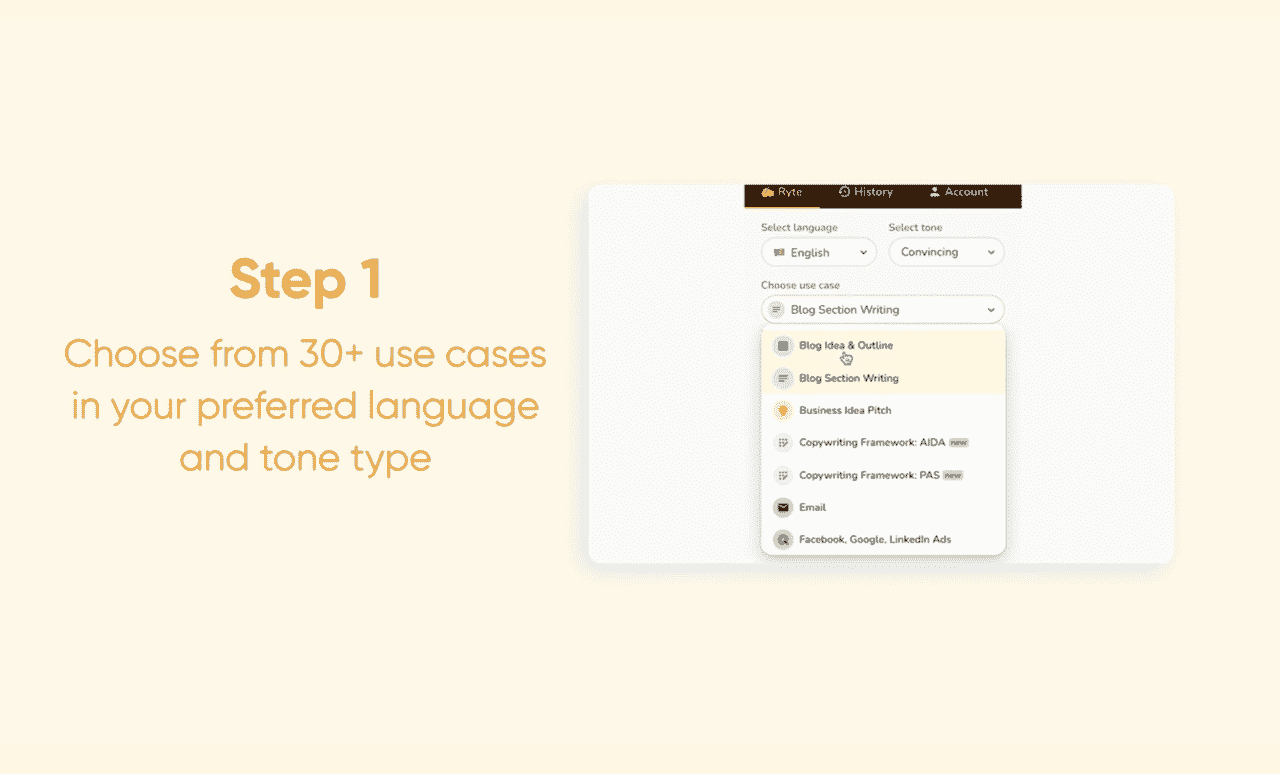 Step 1
Choose from 30+ use cases
in your preferred language
and tone type
Ryte History Account
Select language Select tone
English Convincing
Choose use case
Blog Section Writing
Blog Idea & Outline
Blog Section Writing
Business Idea Pitch
Copywriting Framework: AIDA new
Copywriting Framework: PAS new
Email
Facebook, Google, LinkedIn Ads